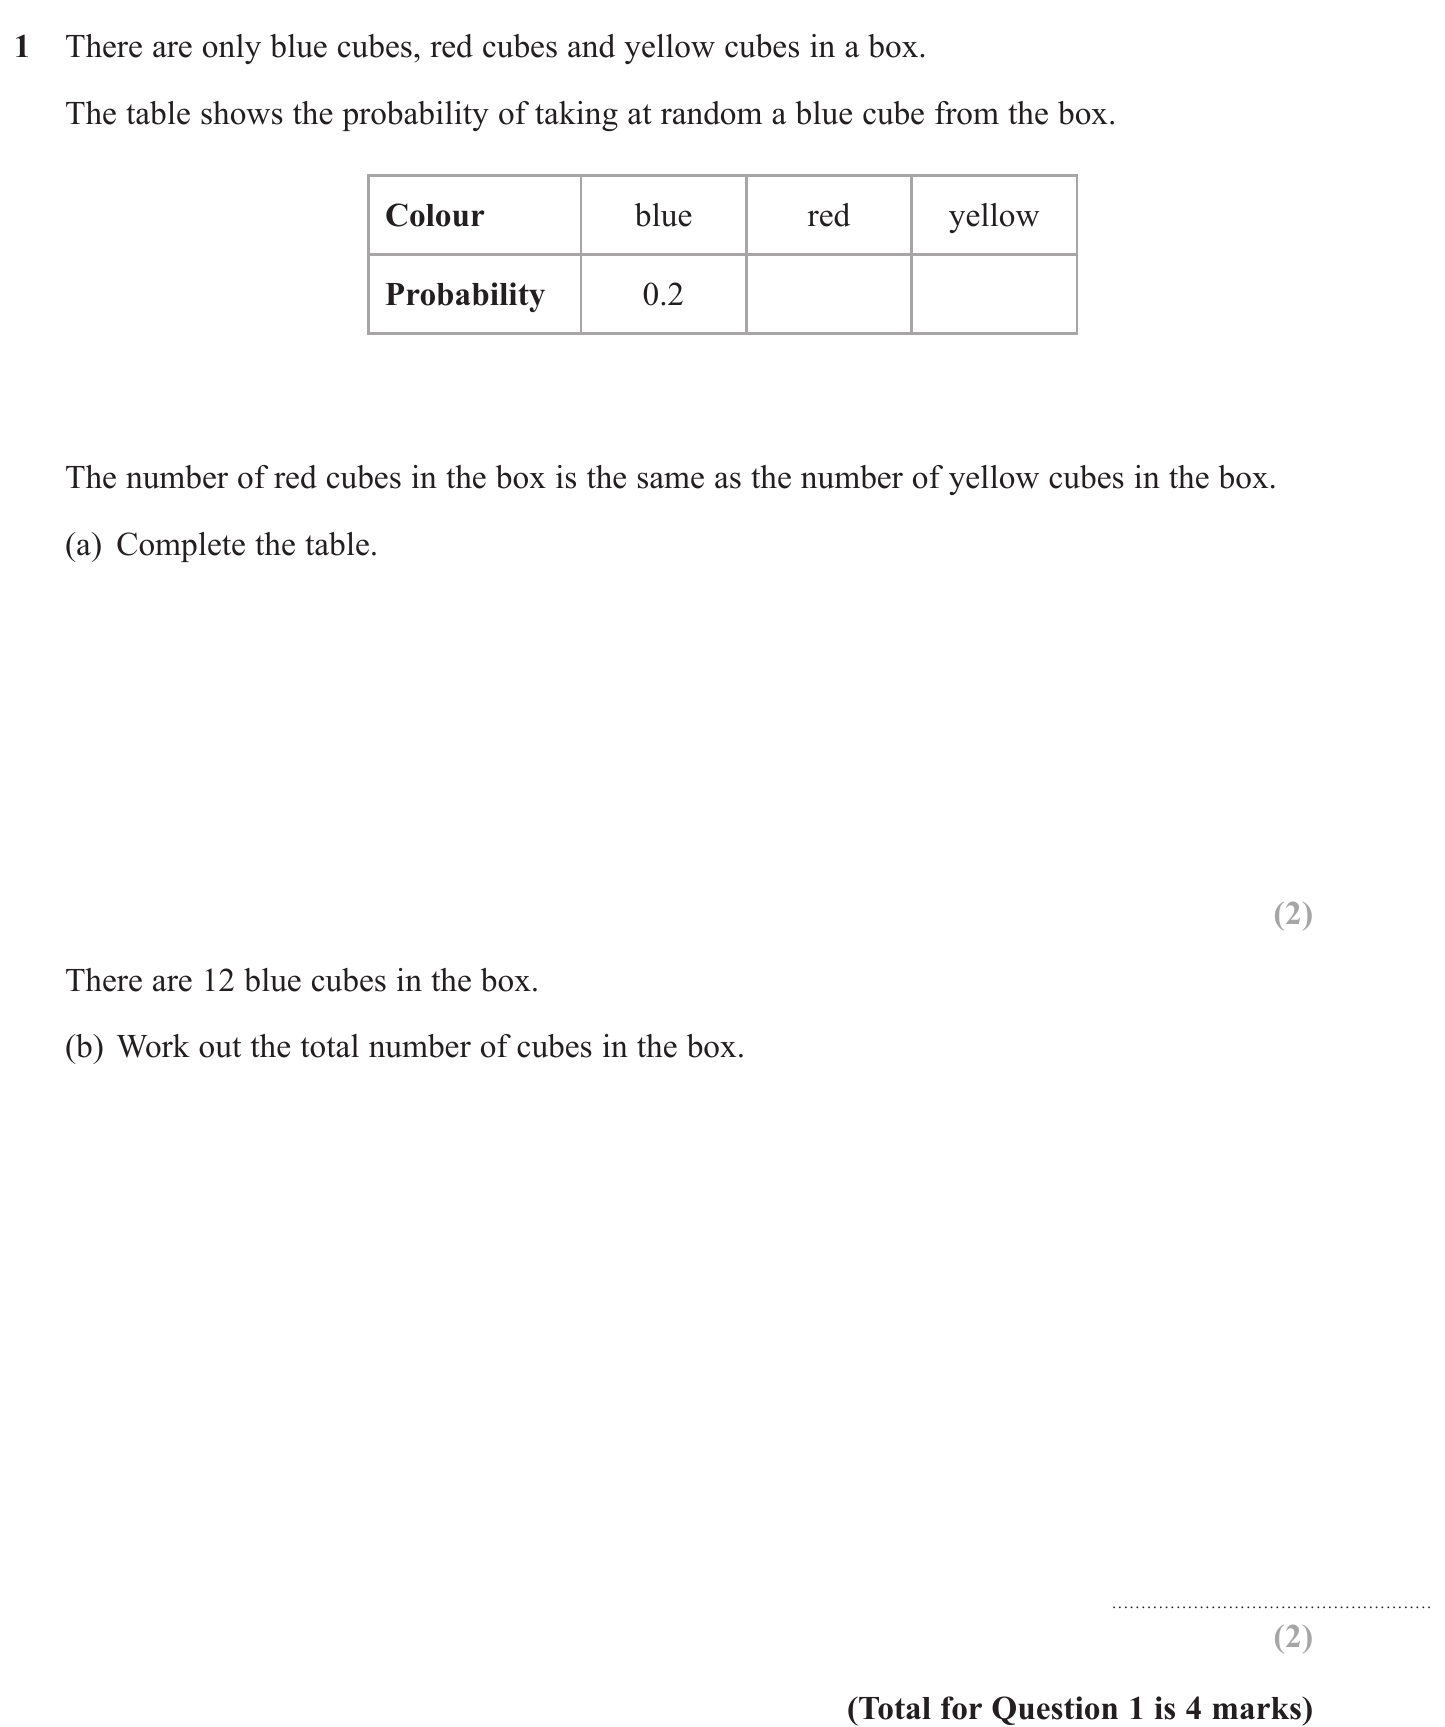 1 There are only blue cubes, red cubes and yellow cubes in a box.
The table shows the probability of taking at random a blue cube from the box.
Colour blue red yellow
Probability 0.2
The number of red cubes in the box is the same as the number of yellow cubes in the box.
(a) Complete the table.
(2)
There are 12 blue cubes in the box.
(b) Work out the total number of cubes in the box.
(2)
(Total for Question 1 is 4 marks)